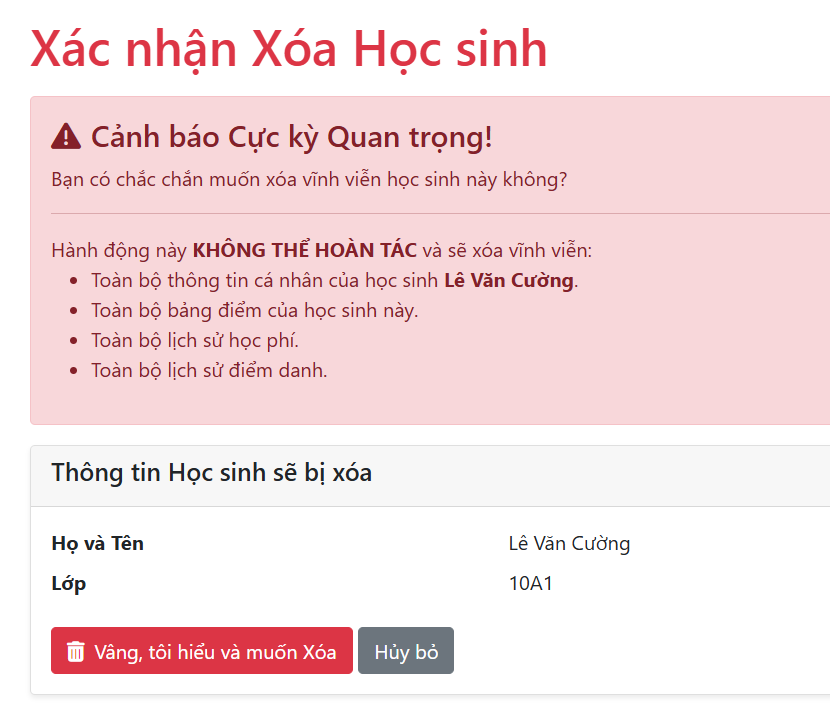 Xác nhận Xóa Học sinh
Cảnh báo Cực kỳ Quan trọng!
Bạn có chắc chắn muốn xóa vĩnh viễn học sinh này không?
Hành động này KHÔNG THỂ HOÀN TÁC và sẽ xóa vĩnh viễn:
• Toàn bộ thông tin cá nhân của học sinh Lê Văn Cường.
• Toàn bộ bảng điểm của học sinh này.
• Toàn bộ lịch sử học phí.
• Toàn bộ lịch sử điểm danh.
Thông tin Học sinh sẽ bị xóa
Họ và Tên Lê Văn Cường
Lớp 10A1
Vâng, tôi hiểu và muốn Xóa Hủy bỏ